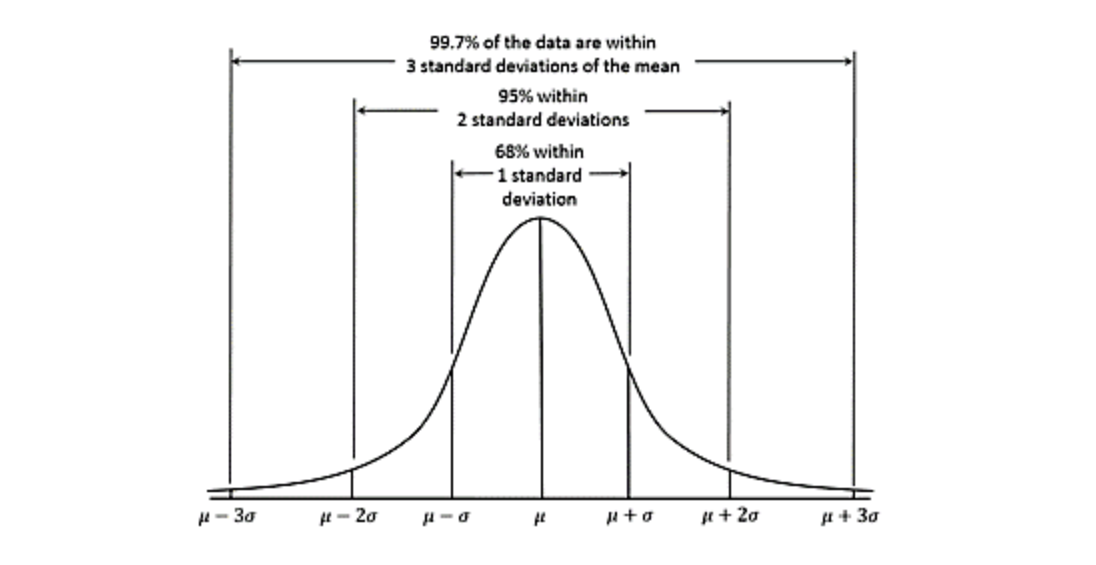 99.7% of the data are within
3 standard deviations of the mean
95% within
2 standard deviations
68% within
1 standard
deviation
μ − 3σ μ − 2σ μ − σ μ μ + σ μ + 2σ μ + 3σ